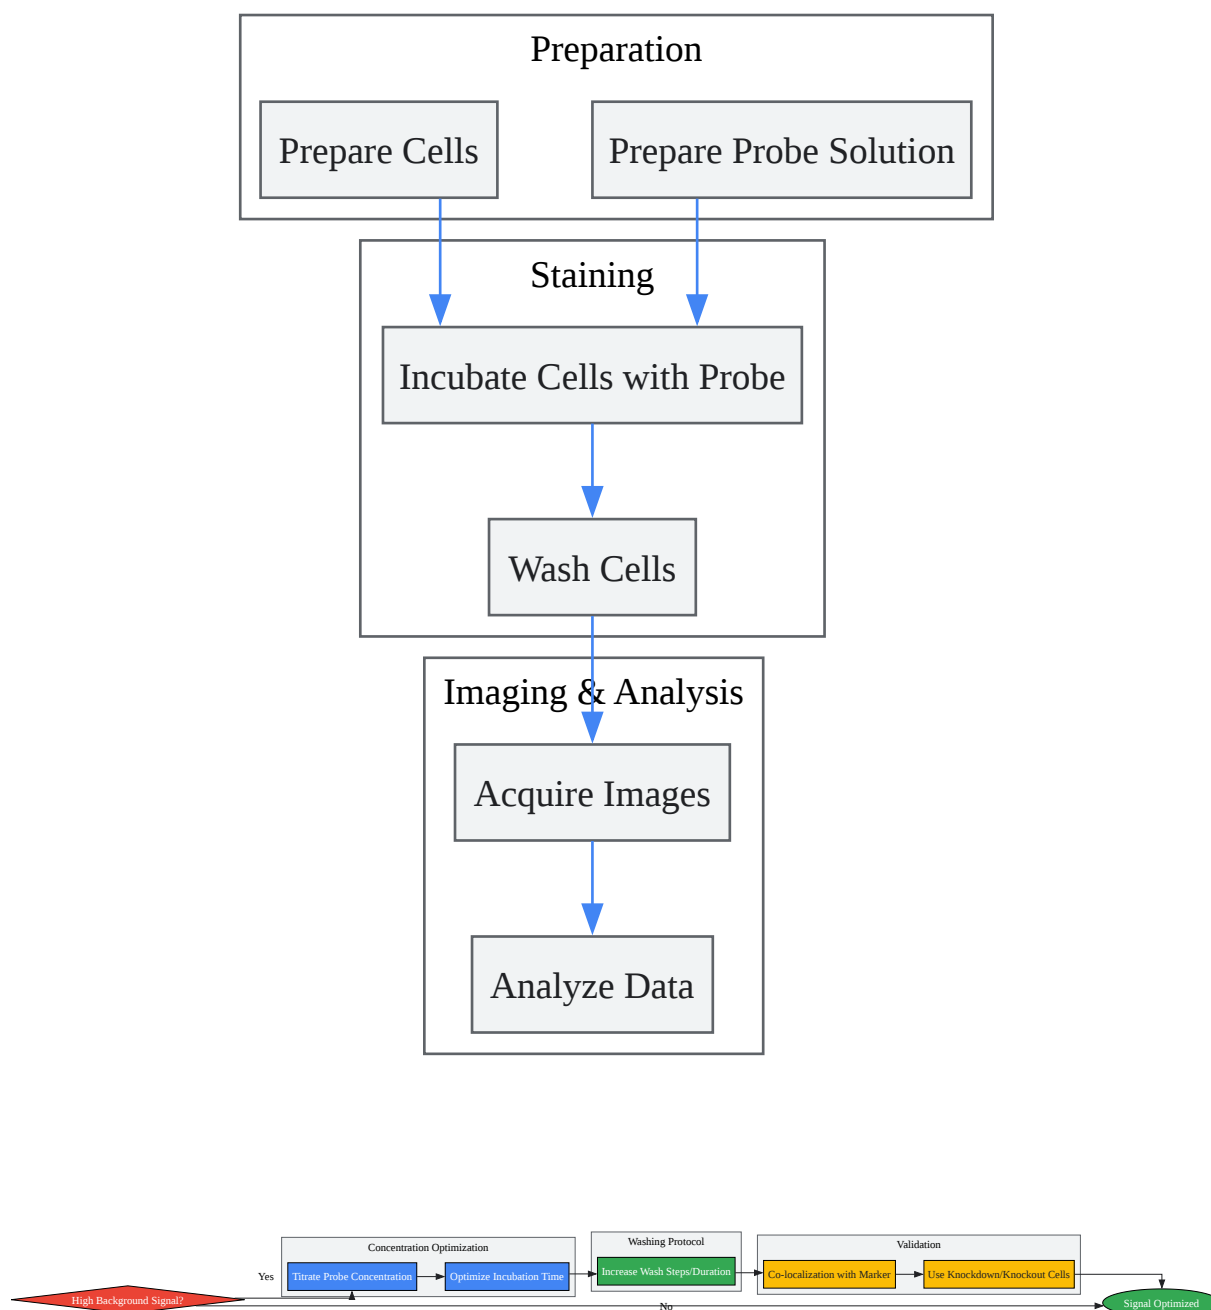 Preparation
Prepare Cells
Prepare Probe Solution
Staining
Incubate Cells with Probe
Wash Cells
Imaging & Analysis
Acquire Images
Analyze Data
Concentration Optimization
Washing Protocol
Validation
Yes
Titrate Probe Concentration
Optimize Incubation Time
Increase Wash Steps/Duration
Co-localization with Marker
Use Knockdown/Knockout Cells
High Background Signal?
No
Signal Optimized